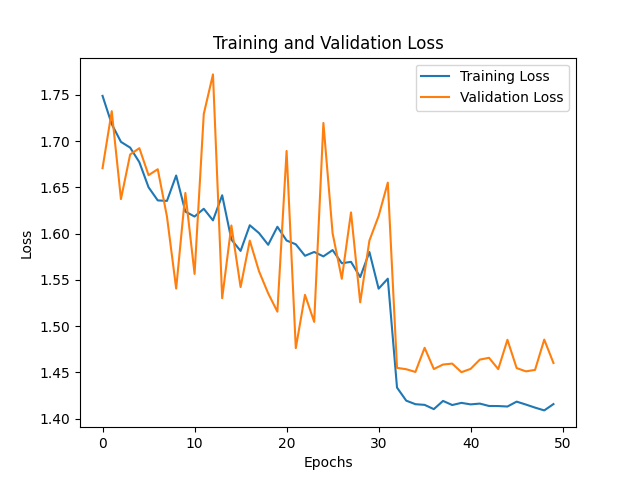 Training and Validation Loss
Training Loss
Validation Loss
Loss
1.75
1.70
1.65
1.60
1.55
1.50
1.45
1.40
0 10 20 30 40 50
Epochs